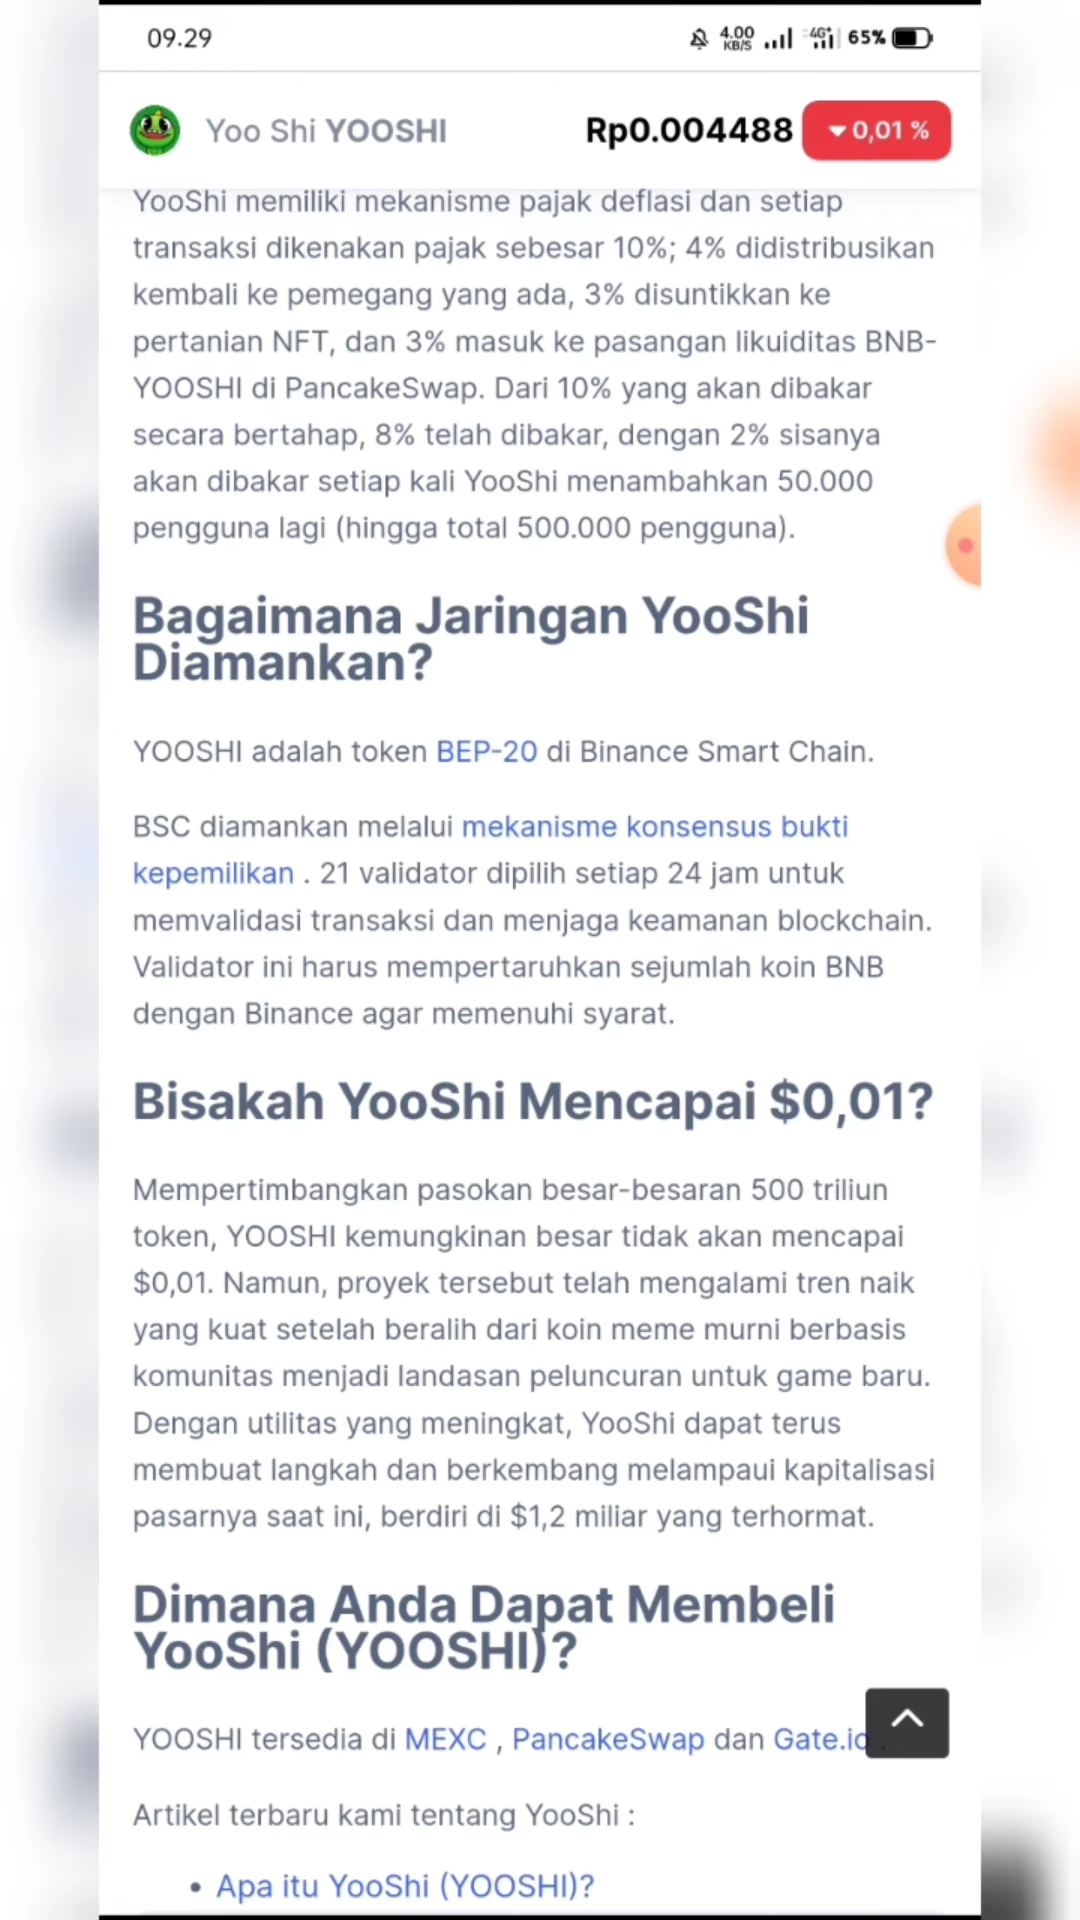 09.29
4.00
KB/S
4G+
65%
Yoo Shi YOOSHI
Rp0.004488
0,01 %
YooShi memiliki mekanisme pajak deflasi dan setiap
transaksi dikenakan pajak sebesar 10%; 4% didistribusikan
kembali ke pemegang yang ada, 3% disuntikkan ke
pertanian NFT, dan 3% masuk ke pasangan likuiditas BNB-
YOOSHI di PancakeSwap. Dari 10% yang akan dibakar
secara bertahap, 8% telah dibakar, dengan 2% sisanya
akan dibakar setiap kali YooShi menambahkan 50.000
pengguna lagi (hingga total 500.000 pengguna).
Bagaimana Jaringan YooShi
Diamankan?
YOOSHI adalah token BEP-20 di Binance Smart Chain.
BSC diamankan melalui mekanisme konsensus bukti
kepemilikan . 21 validator dipilih setiap 24 jam untuk
memvalidasi transaksi dan menjaga keamanan blockchain.
Validator ini harus mempertaruhkan sejumlah koin BNB
dengan Binance agar memenuhi syarat.
Bisakah YooShi Mencapai $0,01?
Mempertimbangkan pasokan besar-besaran 500 triliun
token, YOOSHI kemungkinan besar tidak akan mencapai
$0,01. Namun, proyek tersebut telah mengalami tren naik
yang kuat setelah beralih dari koin meme murni berbasis
komunitas menjadi landasan peluncuran untuk game baru.
Dengan utilitas yang meningkat, YooShi dapat terus
membuat langkah dan berkembang melampaui kapitalisasi
pasarnya saat ini, berdiri di $1,2 miliar yang terhormat.
Dimana Anda Dapat Membeli
YooShi (YOOSHI)?
YOOSHI tersedia di MEXC , PancakeSwap dan Gate.io .
Artikel terbaru kami tentang YooShi :
• Apa itu YooShi (YOOSHI)?